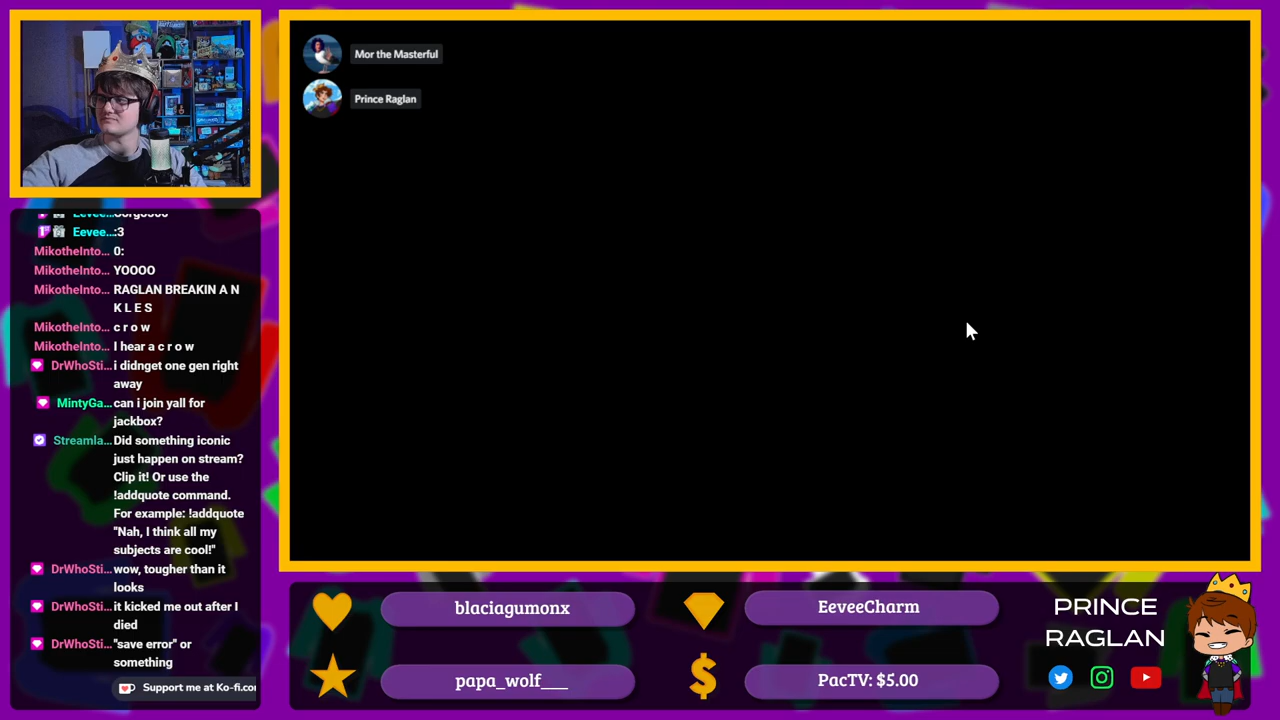 Mor the Masterful
Prince Raglan
Eevee...:3
MikotheInto... 0:
MikotheInto... YOOOO
MikotheInto... RAGLAN BREAKIN A N
K L E S
MikotheInto... c r o w
MikotheInto... I hear a c r o w
DrWhoSti... i didnget one gen right
away
MintyGa... can i join yall for
jackbox?
Streamla... Did something iconic
just happen on stream?
Clip it! Or use the
!addquote command.
For example: !addquote
"Nah, I think all my
subjects are cool!"
DrWhoSti... wow, tougher than it
looks
DrWhoSti... it kicked me out after I
died
DrWhoSti... "save error" or
something
Support me at Ko-fi.co
blaciagumonx
EeveeCharm
papa_wolf___
PacTV: $5.00
PRINCE
RAGLAN